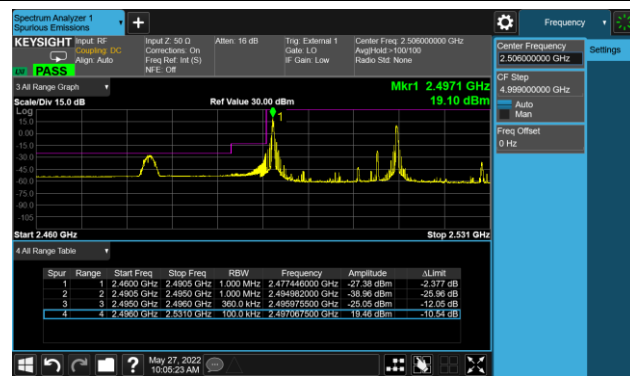 Spectrum Analyzer 1
Spurious Emissions
Frequency
KEYSIGHT
Input: RF
Coupling: DC
Align: Auto
Input Z: 50 Ω
Corrections: On
Freq Ref: Int (S)
NFE: Off
Atten: 16 dB
Trig: External 1
Gate: LO
IF Gain: Low
Center Freq: 2.506000000 GHz
Avg|Hold:>100/100
Radio Std: None
PASS
Center Frequency
2.506000000 GHz
Settings
CF Step
4.999000000 GHz
Auto
Man
Freq Offset
0 Hz
3 All Range Graph
Mkr1 2.4971 GHz
Scale/Div 15.0 dB
Ref Value 30.00 dBm
19.10 dBm
Log
1
0.00
-15.0
-30.0
-45.0
-60.0
-75.0
-90.0
-105
Start 2.460 GHz
Stop 2.531 GHz
4 All Range Table
Spur Range Start Freq Stop Freq RBW Frequency Amplitude ΔLimit
1 1 2.4600 GHz 2.4905 GHz 1.000 MHz 2.477446000 GHz -27.38 dBm -2.377 dB
2 2 2.4905 GHz 2.4950 GHz 1.000 MHz 2.494982000 GHz -38.96 dBm -25.96 dB
3 3 2.4950 GHz 2.4960 GHz 360.0 kHz 2.495975500 GHz -25.05 dBm -12.05 dB
4 4 2.4960 GHz 2.5310 GHz 100.0 kHz 2.497067500 GHz 19.46 dBm -10.54 dB
?
May 27, 2022
10:05:23 AM